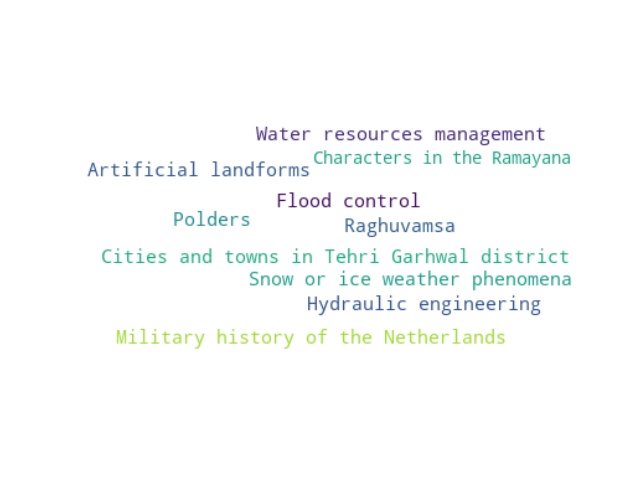 Water resources management
Characters in the Ramayana
Artificial landforms
Flood control
Polders
Raghuvamsa
Cities and towns in Tehri Garhwal district
Snow or ice weather phenomena
Hydraulic engineering
Military history of the Netherlands